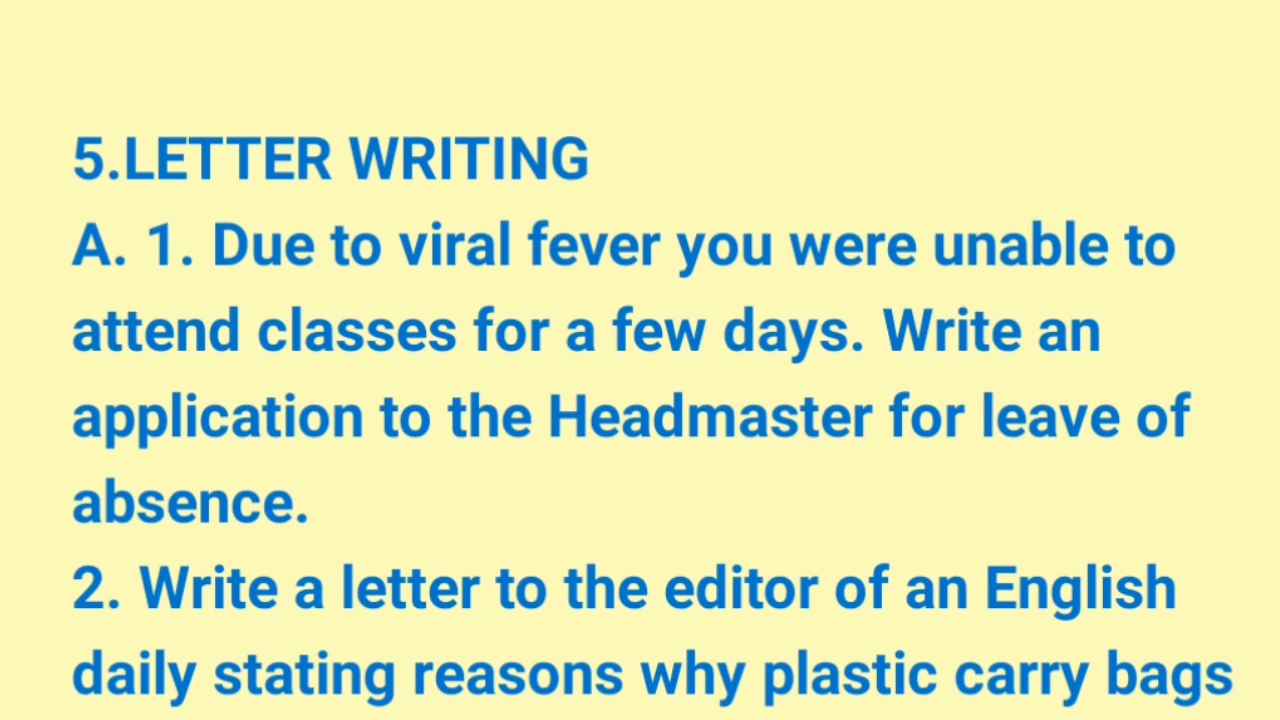 5.LETTER WRITING
A. 1. Due to viral fever you were unable to
attend classes for a few days. Write an
application to the Headmaster for leave of
absence.
2. Write a letter to the editor of an English
daily stating reasons why plastic carry bags